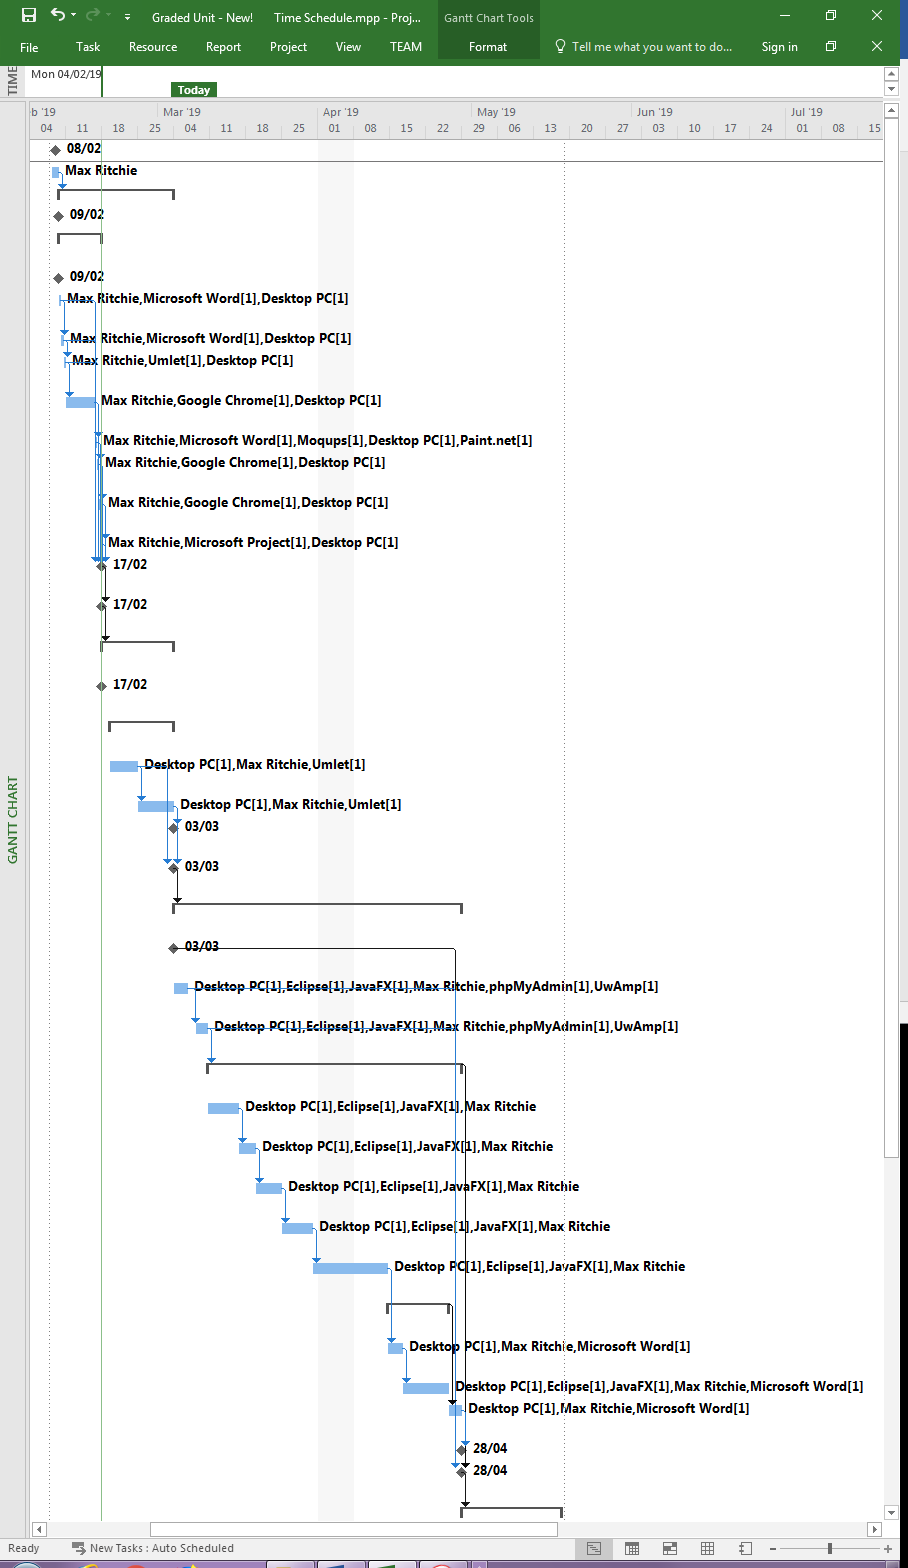 Graded Unit - New!      Time Schedule.mpp - Proj...      Gantt Chart Tools
File   Task   Resource   Report   Project   View   TEAM   Format   Tell me what you want to do...   Sign in
TIME
Mon 04/02/19
Today
b '19   Mar '19   Apr '19   May '19   Jun '19   Jul '19
04   11   18   25   04   11   18   25   01   08   15   22   29   06   13   20   27   03   10   17   24   01   08   15
GANTT CHART
08/02
Max Ritchie
09/02
09/02
Max Ritchie,Microsoft Word[1],Desktop PC[1]
Max Ritchie,Microsoft Word[1],Desktop PC[1]
Max Ritchie,Umlet[1],Desktop PC[1]
Max Ritchie,Google Chrome[1],Desktop PC[1]
Max Ritchie,Microsoft Word[1],Moqups[1],Desktop PC[1],Paint.net[1]
Max Ritchie,Google Chrome[1],Desktop PC[1]
Max Ritchie,Google Chrome[1],Desktop PC[1]
Max Ritchie,Microsoft Project[1],Desktop PC[1]
17/02
17/02
17/02
Desktop PC[1],Max Ritchie,Umlet[1]
Desktop PC[1],Max Ritchie,Umlet[1]
03/03
03/03
03/03
Desktop PC[1],Eclipse[1],JavaFX[1],Max Ritchie,phpMyAdmin[1],UwAmp[1]
Desktop PC[1],Eclipse[1],JavaFX[1],Max Ritchie,phpMyAdmin[1],UwAmp[1]
Desktop PC[1],Eclipse[1],JavaFX[1],Max Ritchie
Desktop PC[1],Eclipse[1],JavaFX[1],Max Ritchie
Desktop PC[1],Eclipse[1],JavaFX[1],Max Ritchie
Desktop PC[1],Eclipse[1],JavaFX[1],Max Ritchie
Desktop PC[1],Eclipse[1],JavaFX[1],Max Ritchie
Desktop PC[1],Max Ritchie,Microsoft Word[1]
Desktop PC[1],Eclipse[1],JavaFX[1],Max Ritchie,Microsoft Word[1]
Desktop PC[1],Max Ritchie,Microsoft Word[1]
28/04
28/04
Ready   New Tasks : Auto Scheduled